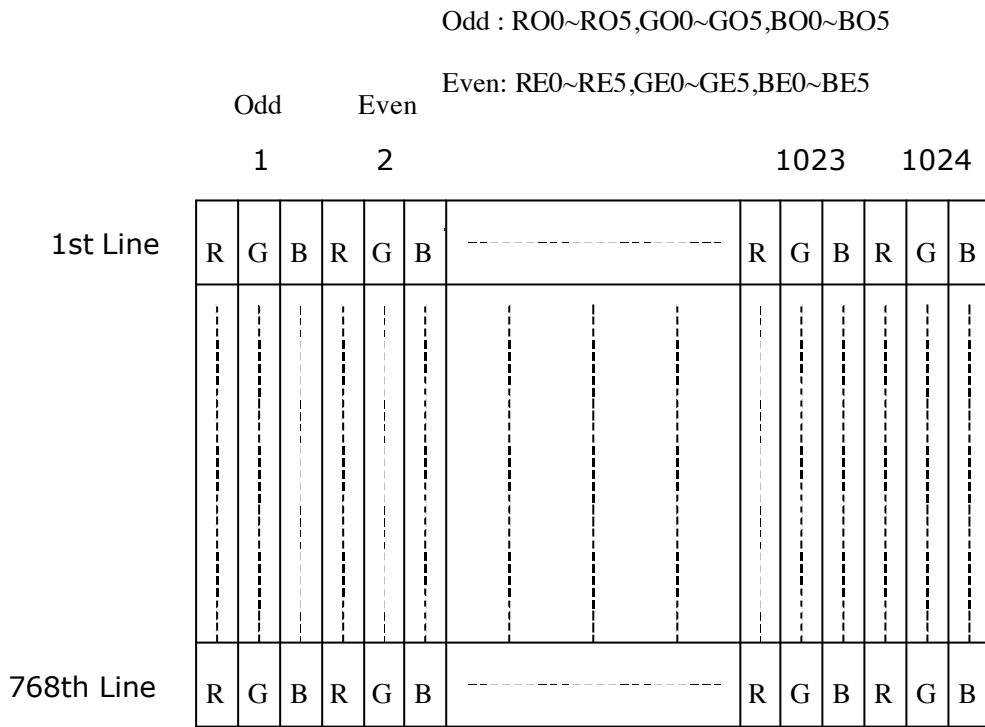 Odd : RO0~RO5,GO0~GO5,BO0~BO5
Even: RE0~RE5,GE0~GE5,BE0~BE5
Odd Even
1 2 1023 1024
1st Line R G B R G B R G B R G B
768th Line R G B R G B R G B R G B